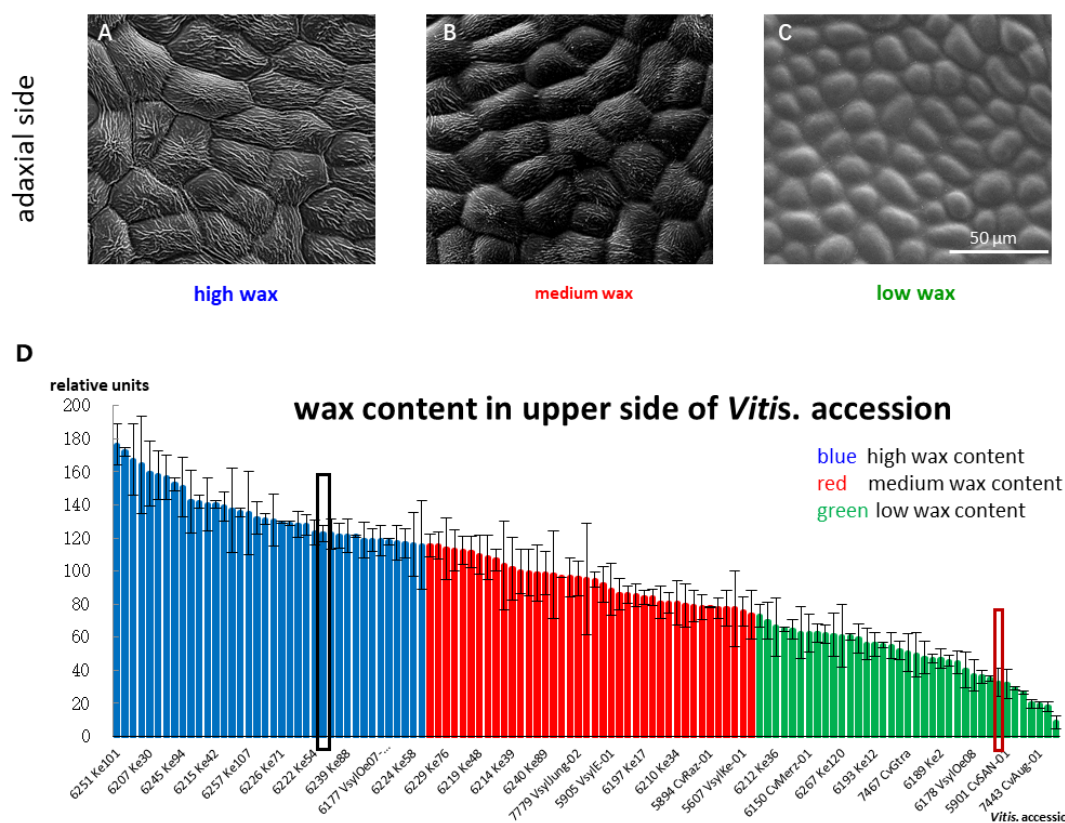 adaxial side
A
B
C
50 µm
high wax
medium wax
low wax
D
relative units
wax content in upper side of Vitis. accession
blue high wax content
red medium wax content
green low wax content
200
180
160
140
120
100
80
60
40
20
0
6251 Ke101
6207 Ke30
6245 Ke94
6215 Ke42
6257 Ke107
6226 Ke71
6222 Ke54
6239 Ke88
6177 VsylOe07-...
6224 Ke58
6229 Ke76
6219 Ke48
6214 Ke39
6240 Ke89
7779 VsylJung-02
5905 VsylE-01
6197 Ke17
6210 Ke34
5894 CvRaz-01
5607 VsylKe-01
6212 Ke36
6150 CvMerz-01
6267 Ke120
6193 Ke12
7467 CvGtra
6189 Ke2
6178 VsylOe08
5901 CvSAN-01
7443 CvAug-01
Vitis. accessio